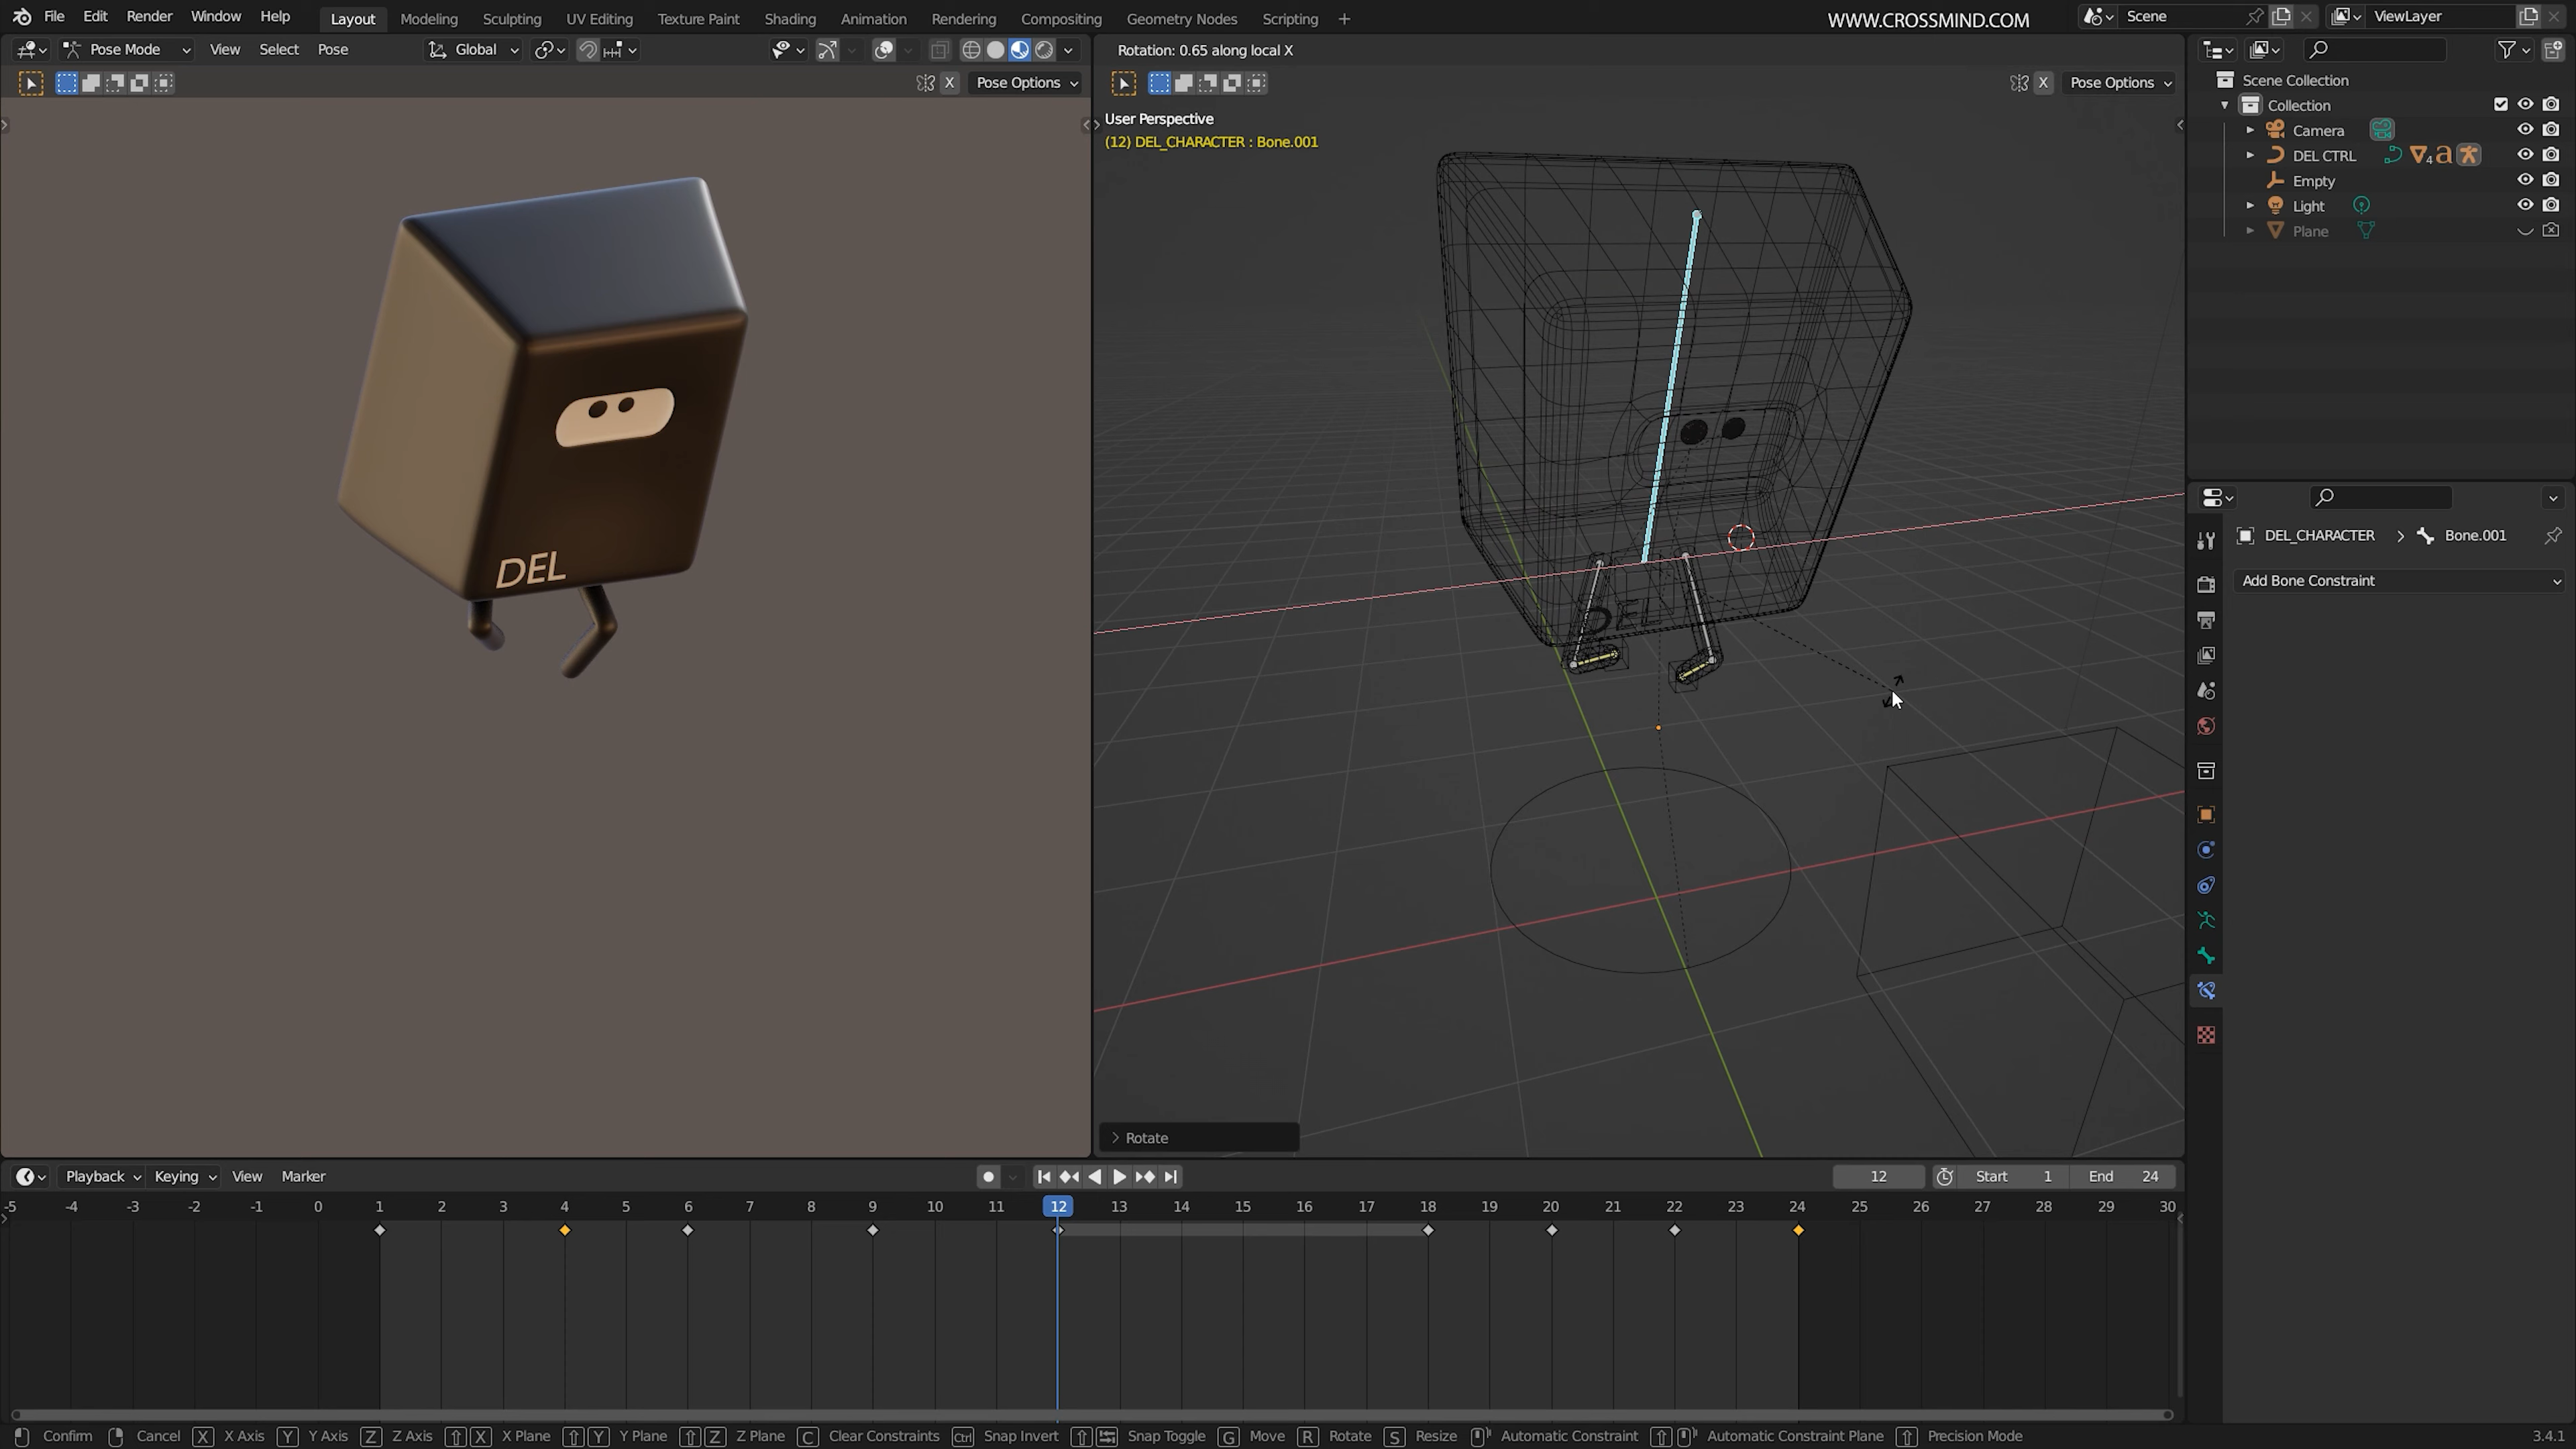 File Edit Render Window Help Layout Modeling Sculpting UV Editing Texture Paint Shading Animation Rendering Compositing Geometry Nodes Scripting + WWW.CROSSMIND.COM Scene ViewLayer
Pose Mode View Select Pose Global
Rotation: 0.65 along local X
X Pose Options
X Pose Options
User Perspective
(12) DEL_CHARACTER : Bone.001
DEL
DEL
Rotate
Scene Collection
Collection
Camera
DEL CTRL 4 a
Empty
Light
Plane
DEL_CHARACTER > Bone.001
Add Bone Constraint
Playback Keying View Marker 12 Start 1 End 24
-5 -4 -3 -2 -1 0 1 2 3 4 5 6 7 8 9 10 11 12 13 14 15 16 17 18 19 20 21 22 23 24 25 26 27 28 29 30
Confirm Cancel X X Axis Y Y Axis Z Z Axis X X Plane Y Y Plane Z Z Plane C Clear Constraints Ctrl Snap Invert Snap Toggle G Move R Rotate S Resize Automatic Constraint Automatic Constraint Plane Precision Mode 3.4.1